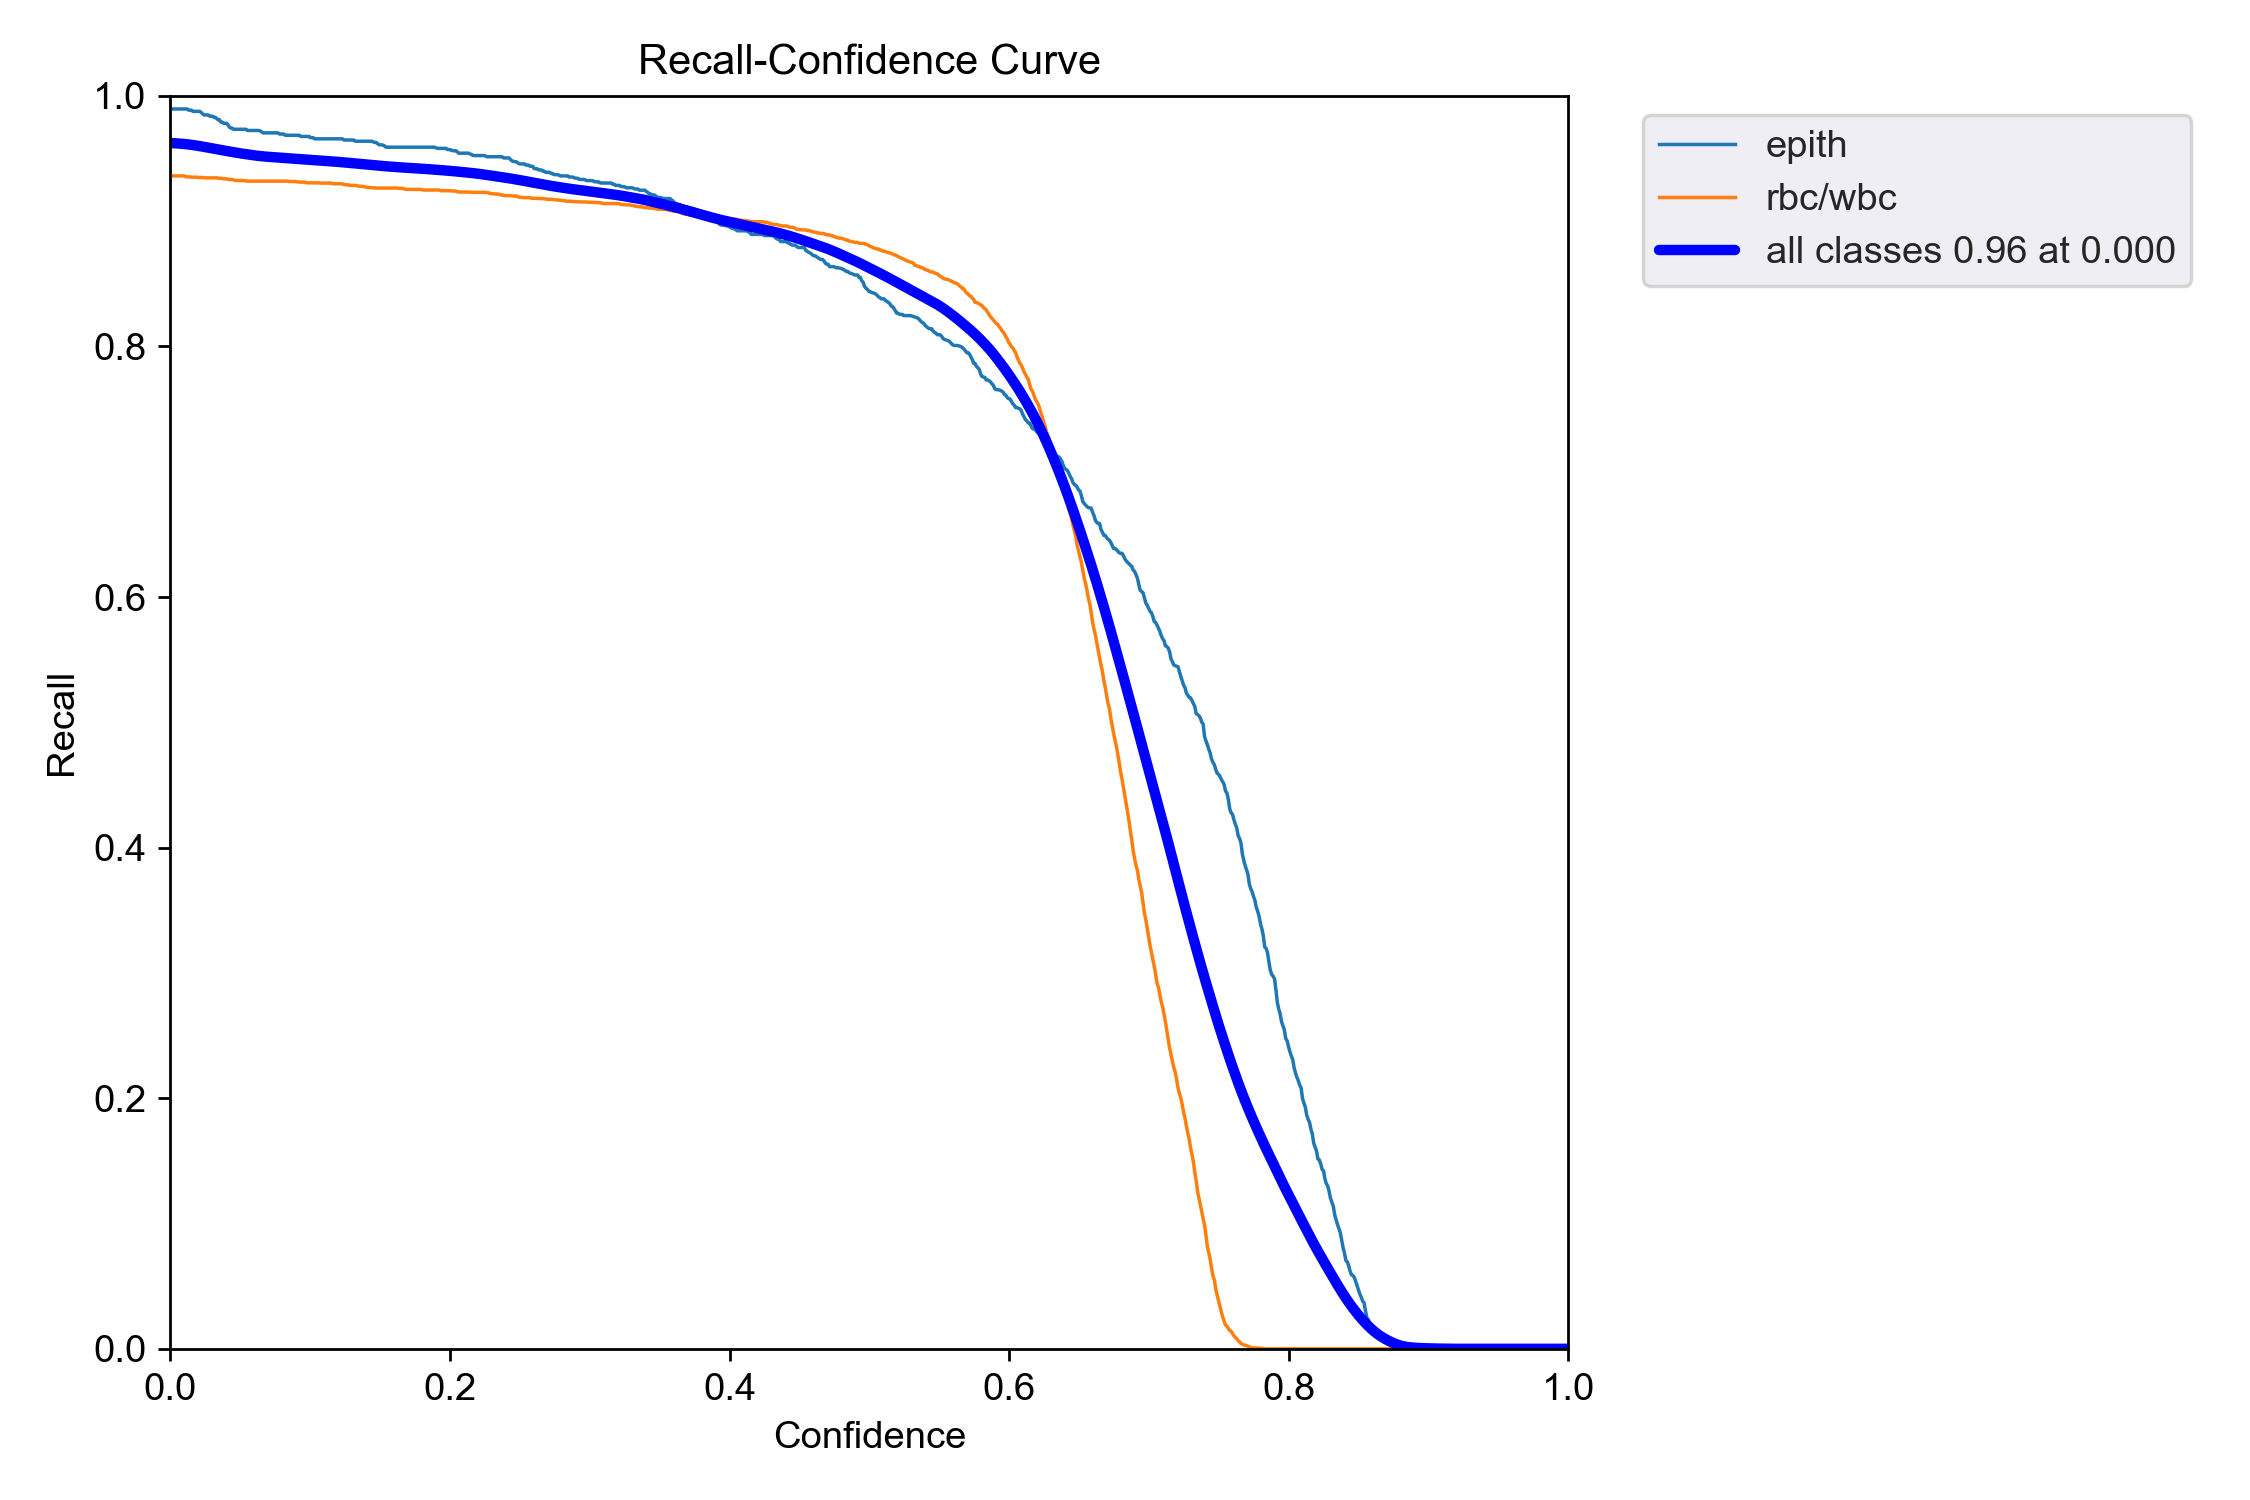 Recall-Confidence Curve
1.0
0.8
0.6
0.4
0.2
0.0
Recall
0.0 0.2 0.4 0.6 0.8 1.0
Confidence
epith
rbc/wbc
all classes 0.96 at 0.000